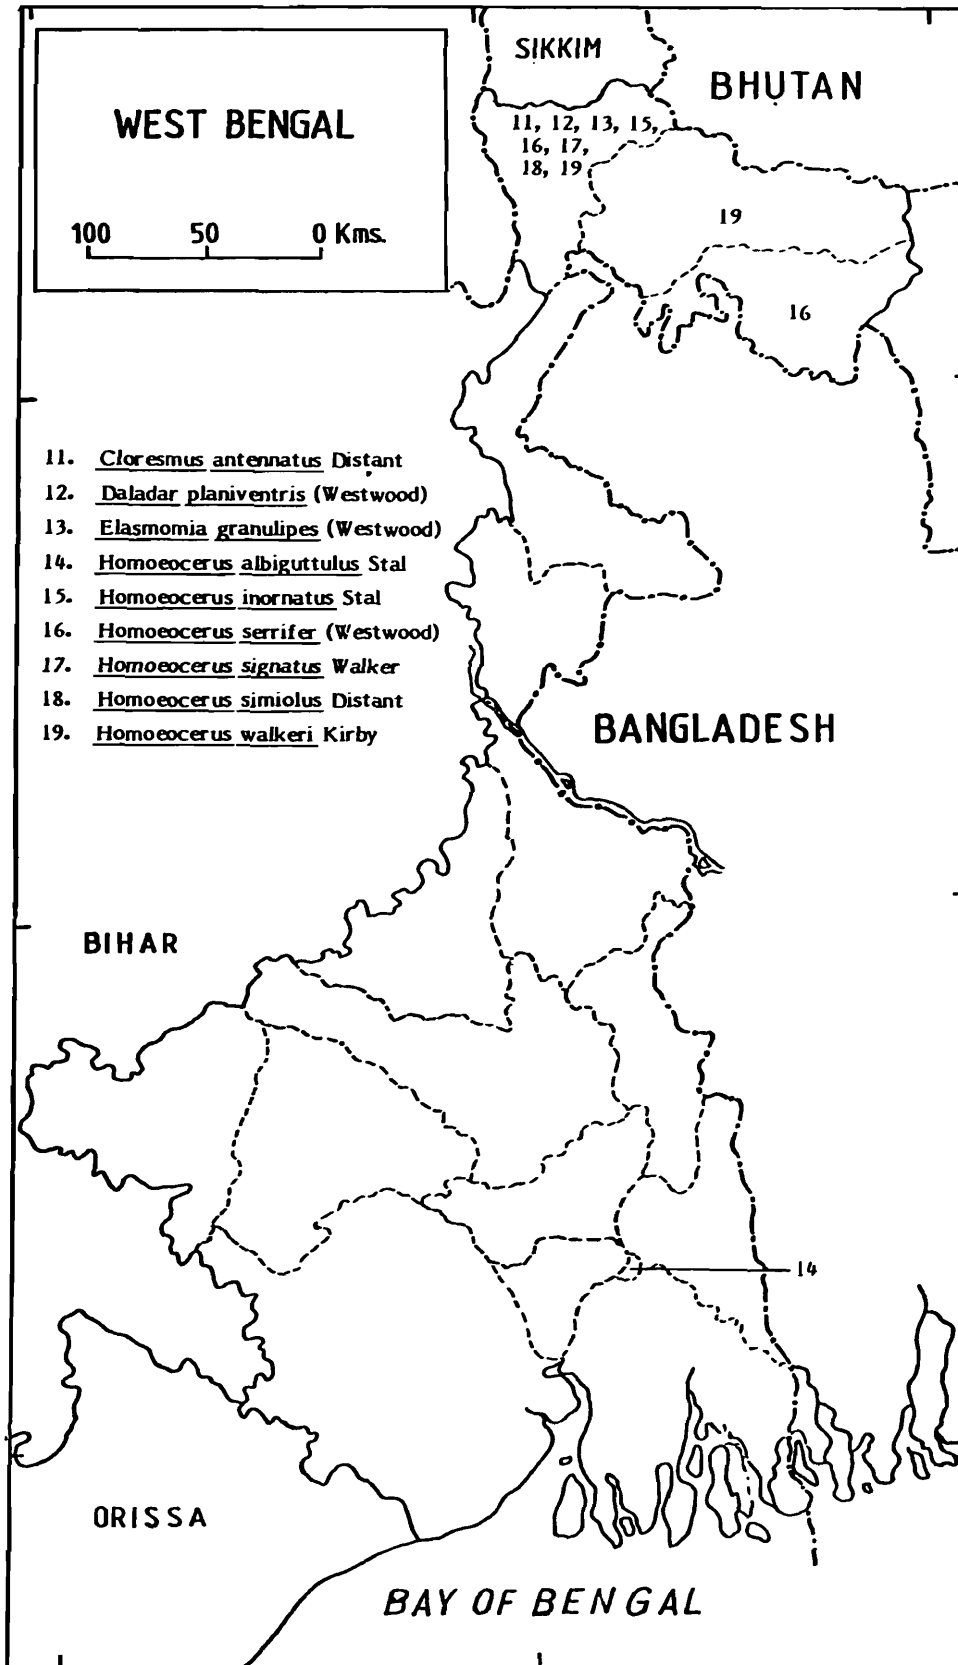 SIKKIM
BHUTAN
WEST BENGAL
11, 12, 13, 15,
16, 17,
18, 19
100 50 0 Kms.
19
16
11. Cloresmus antennatus Distant
12. Daladar planiventris (Westwood)
13. Elasmomia granulipes (Westwood)
14. Homoeocerus albiguttulus Stal
15. Homoeocerus inornatus Stal
16. Homoeocerus serrifer (Westwood)
17. Homoeocerus signatus Walker
18. Homoeocerus simiolus Distant
19. Homoeocerus walkeri Kirby
BANGLADESH
BIHAR
14
ORISSA
BAY OF BENGAL